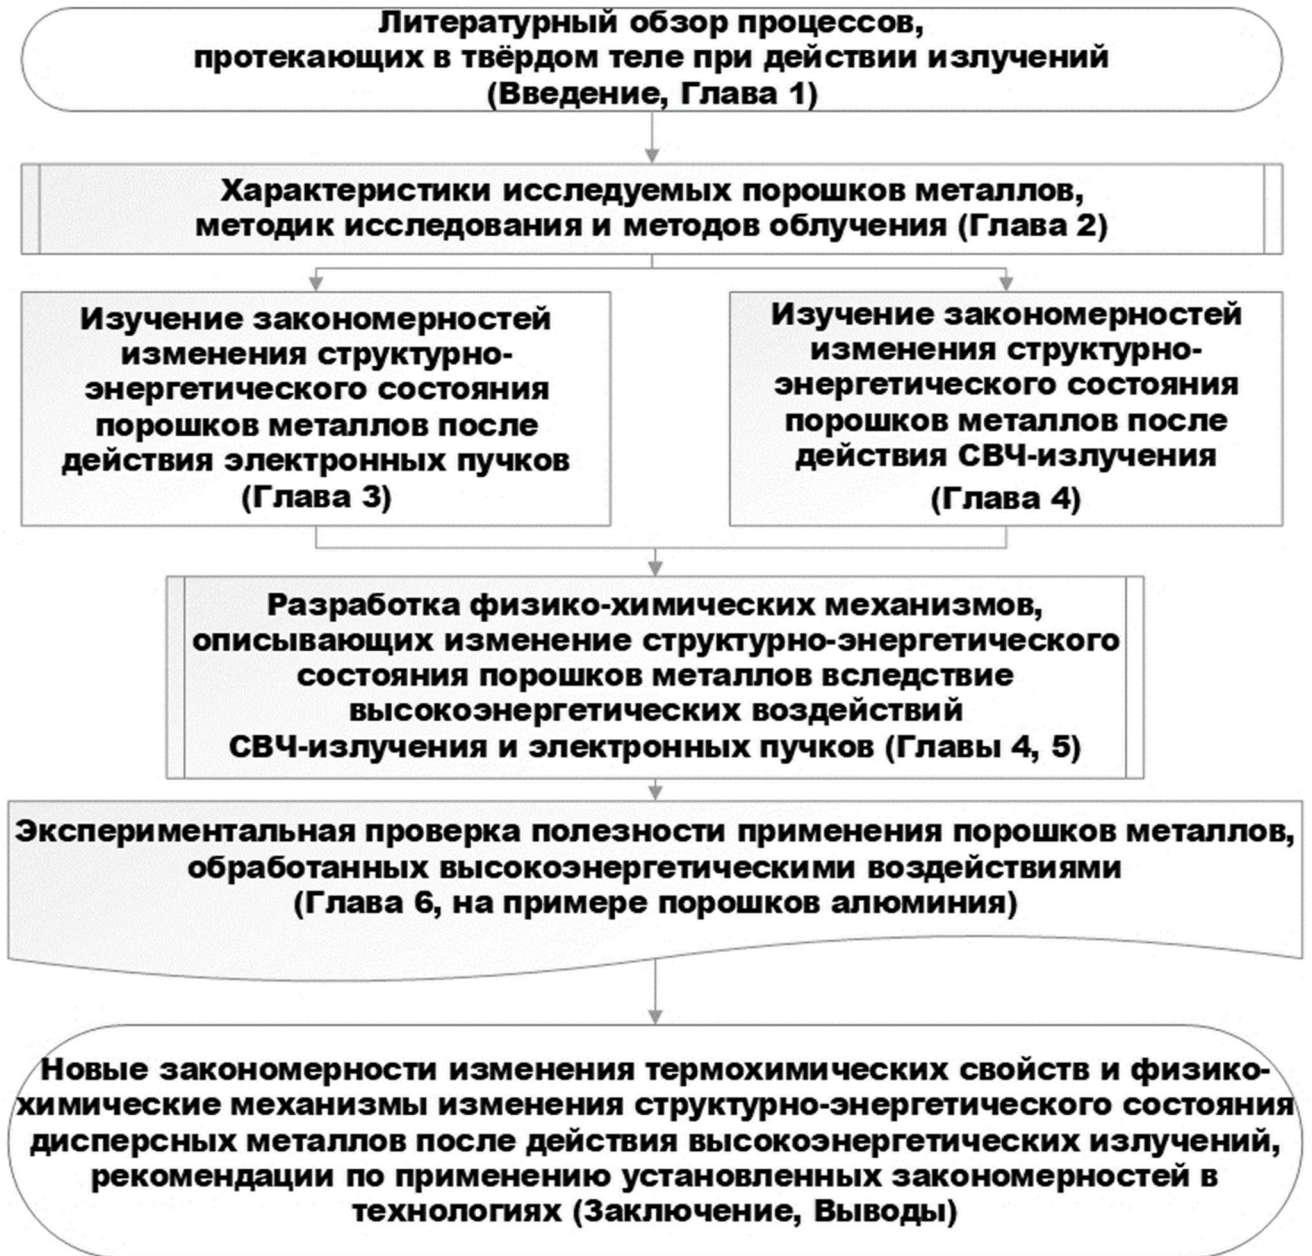 Литературный обзор процессов,
протекающих в твёрдом теле при действии излучений
(Введение, Глава 1)
Характеристики исследуемых порошков металлов,
методик исследования и методов облучения (Глава 2)
Изучение закономерностей
изменения структурно-
энергетического состояния
порошков металлов после
действия электронных пучков
(Глава 3)
Изучение закономерностей
изменения структурно-
энергетического состояния
порошков металлов после
действия СВЧ-излучения
(Глава 4)
Разработка физико-химических механизмов,
описывающих изменение структурно-энергетического
состояния порошков металлов вследствие
высокоэнергетических воздействий
СВЧ-излучения и электронных пучков (Главы 4, 5)
Экспериментальная проверка полезности применения порошков металлов,
обработанных высокоэнергетическими воздействиями
(Глава 6, на примере порошков алюминия)
Новые закономерности изменения термохимических свойств и физико-
химические механизмы изменения структурно-энергетического состояния
дисперсных металлов после действия высокоэнергетических излучений,
рекомендации по применению установленных закономерностей в
технологиях (Заключение, Выводы)